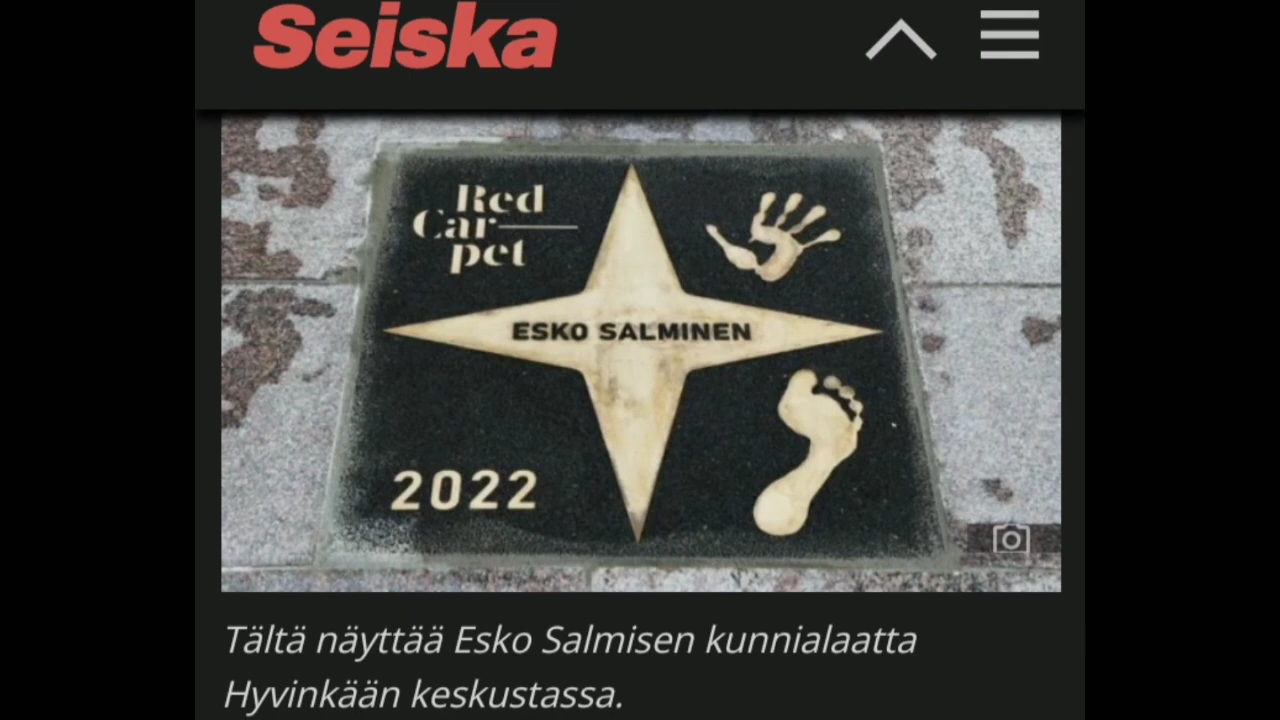 Seiska
Red
Car
pet
ESKO SALMINEN
2022
Tältä näyttää Esko Salmisen kunnialaatta
Hyvinkään keskustassa.